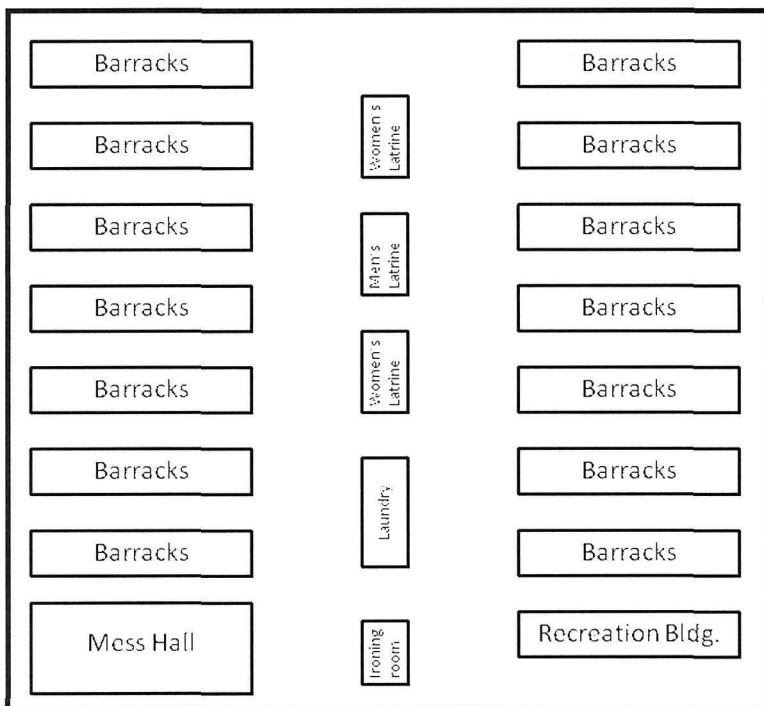 Barracks
Barracks
Barracks
Barracks
Barracks
Barracks
Barracks
Mess Hall
Women's
Latrine
Men's
Latrine
Women's
Latrine
Laundry
Ironing
room
Barracks
Barracks
Barracks
Barracks
Barracks
Barracks
Barracks
Recreation Bldg.